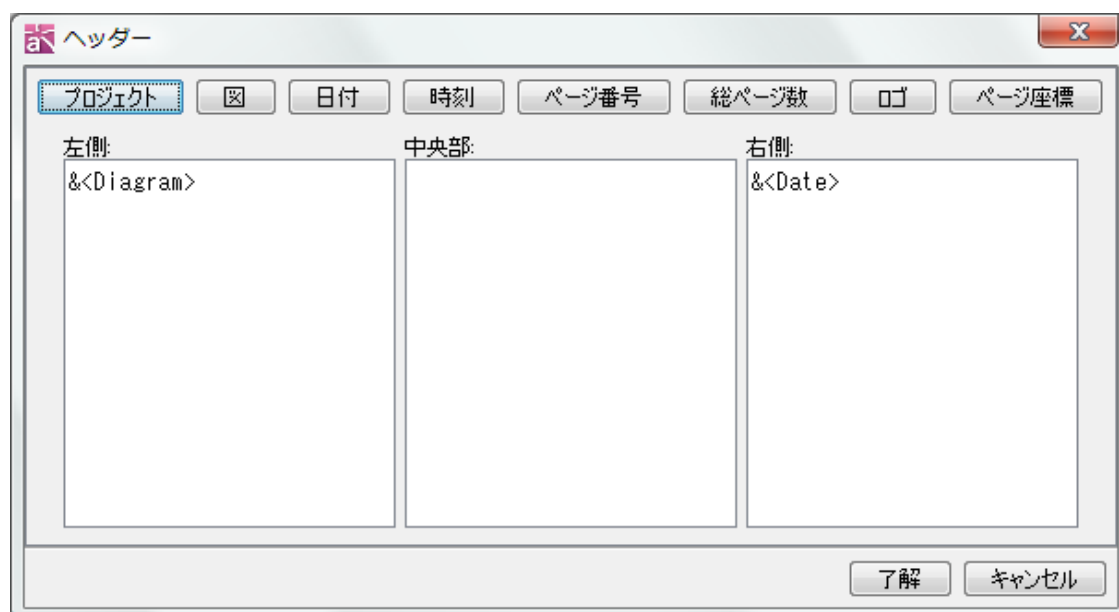 ヘッダー
プロジェクト 図 日付 時刻 ページ番号 総ページ数 ロゴ ページ座標
左側: 中央部: 右側:
&<Diagram> &<Date>
了解 キャンセル